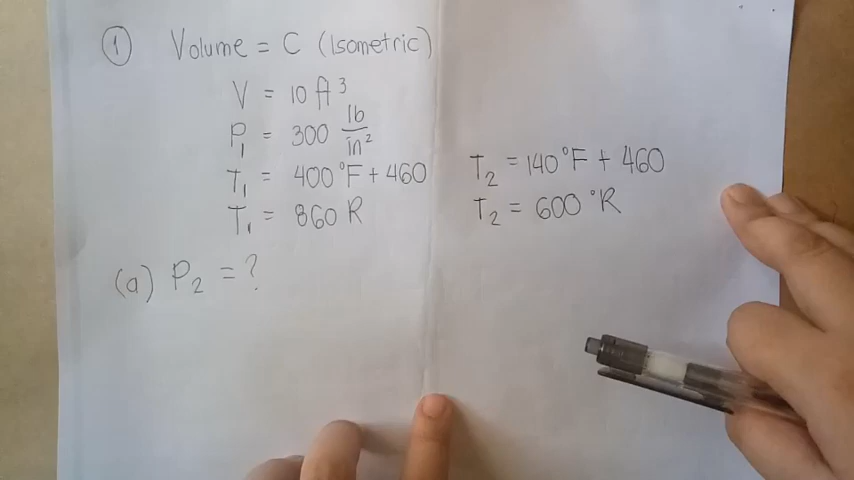 ① Volume = C (Isometric)
V = 10 ft³
P₁ = 300 lb/in²
T₁ = 400°F + 460
T₁ = 860 R
T₂ = 140°F + 460
T₂ = 600 °R
(a) P₂ = ?